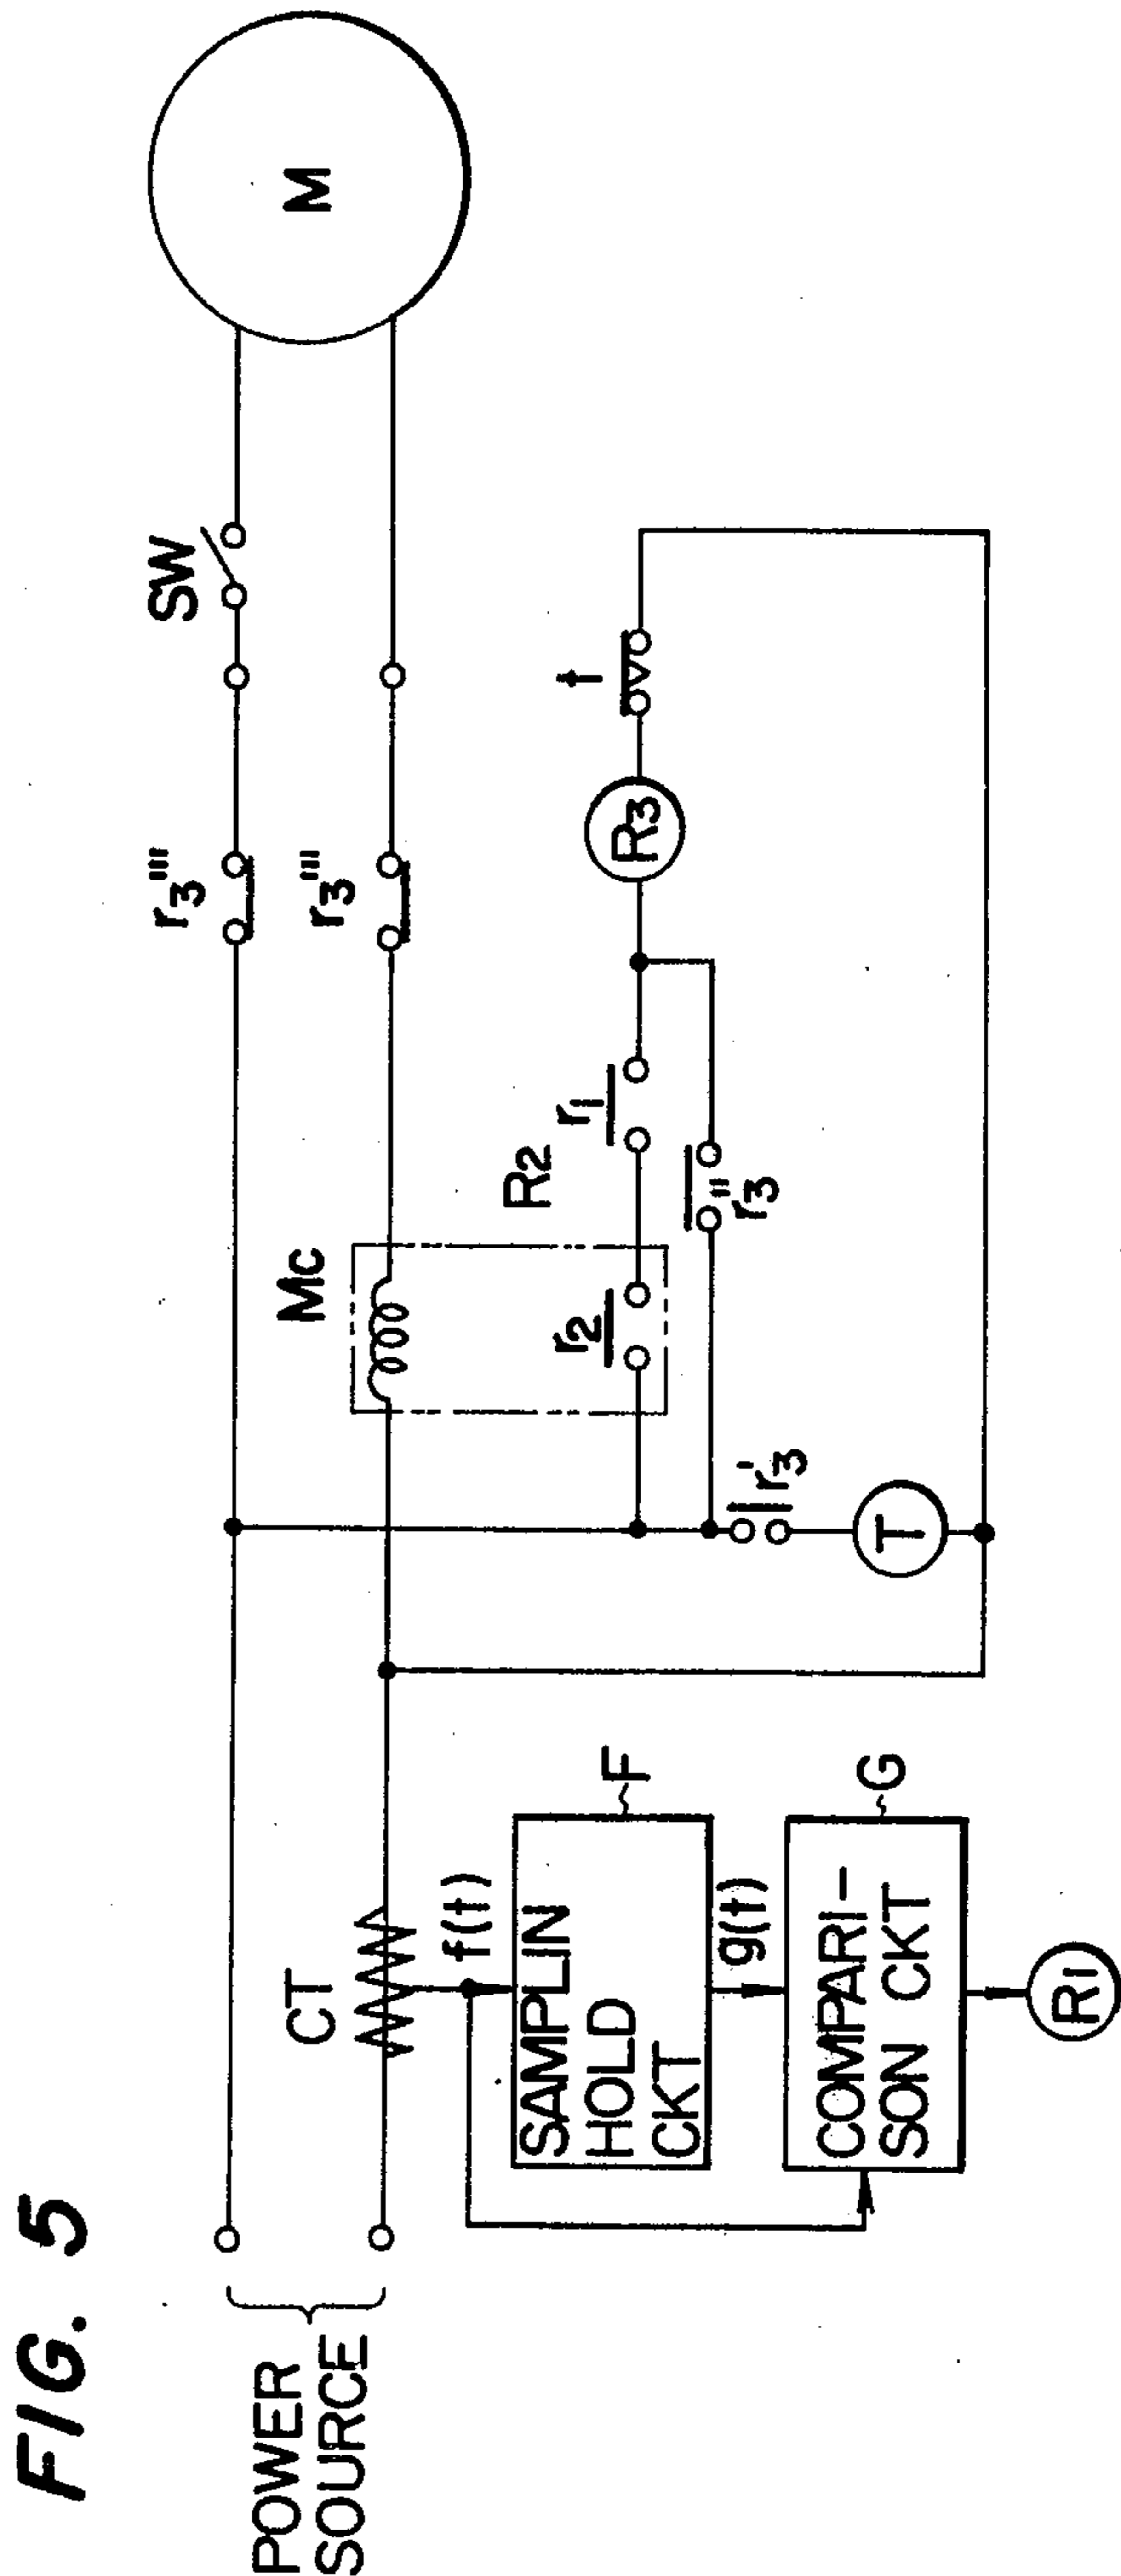 FIG. 5
POWER
SOURCE
CT
f(t)
SAMPLIN
HOLD
CKT
F
g(t)
COMPARI-
SON CKT
G
R1
Mc
r2
R2
r1
r3'
T
r3"
R3
t
r3'''
r3'''
SW
M